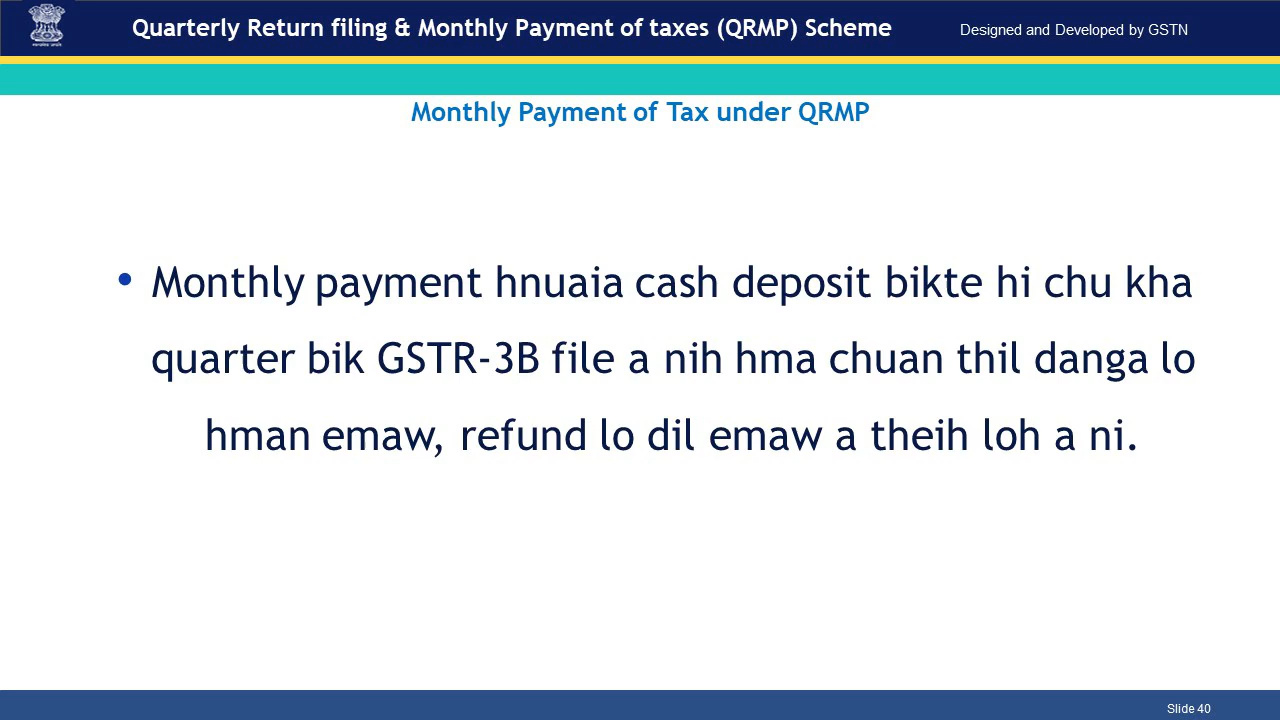 Quarterly Return filing & Monthly Payment of taxes (QRMP) Scheme
Designed and Developed by GSTN
Monthly Payment of Tax under QRMP
• Monthly payment hnuaia cash deposit bikte hi chu kha
quarter bik GSTR-3B file a nih hma chuan thil danga lo
hman emaw, refund lo dil emaw a theih loh a ni.
Slide 40